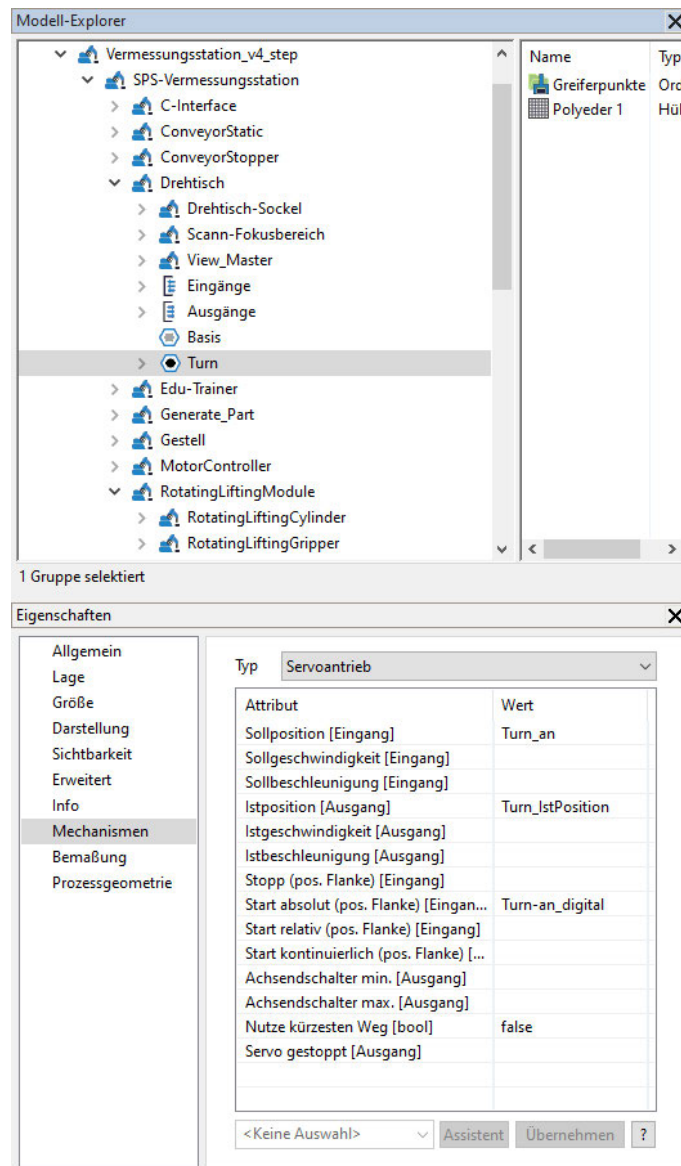 Modell-Explorer
Vermessungsstation_v4_step
SPS-Vermessungsstation
C-Interface
ConveyorStatic
ConveyorStopper
Drehtisch
Drehtisch-Sockel
Scann-Fokusbereich
View_Master
Eingänge
Ausgänge
Basis
Turn
Edu-Trainer
Generate_Part
Gestell
MotorController
RotatingLiftingModule
RotatingLiftingCylinder
RotatingLiftingGripper
Name Typ
Greiferpunkte Ord
Polyeder 1 Hül
1 Gruppe selektiert
Eigenschaften
Allgemein
Lage
Größe
Darstellung
Sichtbarkeit
Erweitert
Info
Mechanismen
Bemaßung
Prozessgeometrie
Typ Servoantrieb
Attribut Wert
Sollposition [Eingang] Turn_an
Sollgeschwindigkeit [Eingang]
Sollbeschleunigung [Eingang]
Istposition [Ausgang] Turn_IstPosition
Istgeschwindigkeit [Ausgang]
Istbeschleunigung [Ausgang]
Stopp (pos. Flanke) [Eingang]
Start absolut (pos. Flanke) [Eingan... Turn-an_digital
Start relativ (pos. Flanke) [Eingang]
Start kontinuierlich (pos. Flanke) [...
Achsendschalter min. [Ausgang]
Achsendschalter max. [Ausgang]
Nutze kürzesten Weg [bool] false
Servo gestoppt [Ausgang]
<Keine Auswahl> Assistent Übernehmen ?